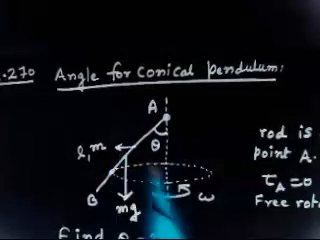 .270 Angle for Conical pendulum:
A
θ
l, m
rod is
point A.
τA=0
Free rot
B
mg
ω
Find θ